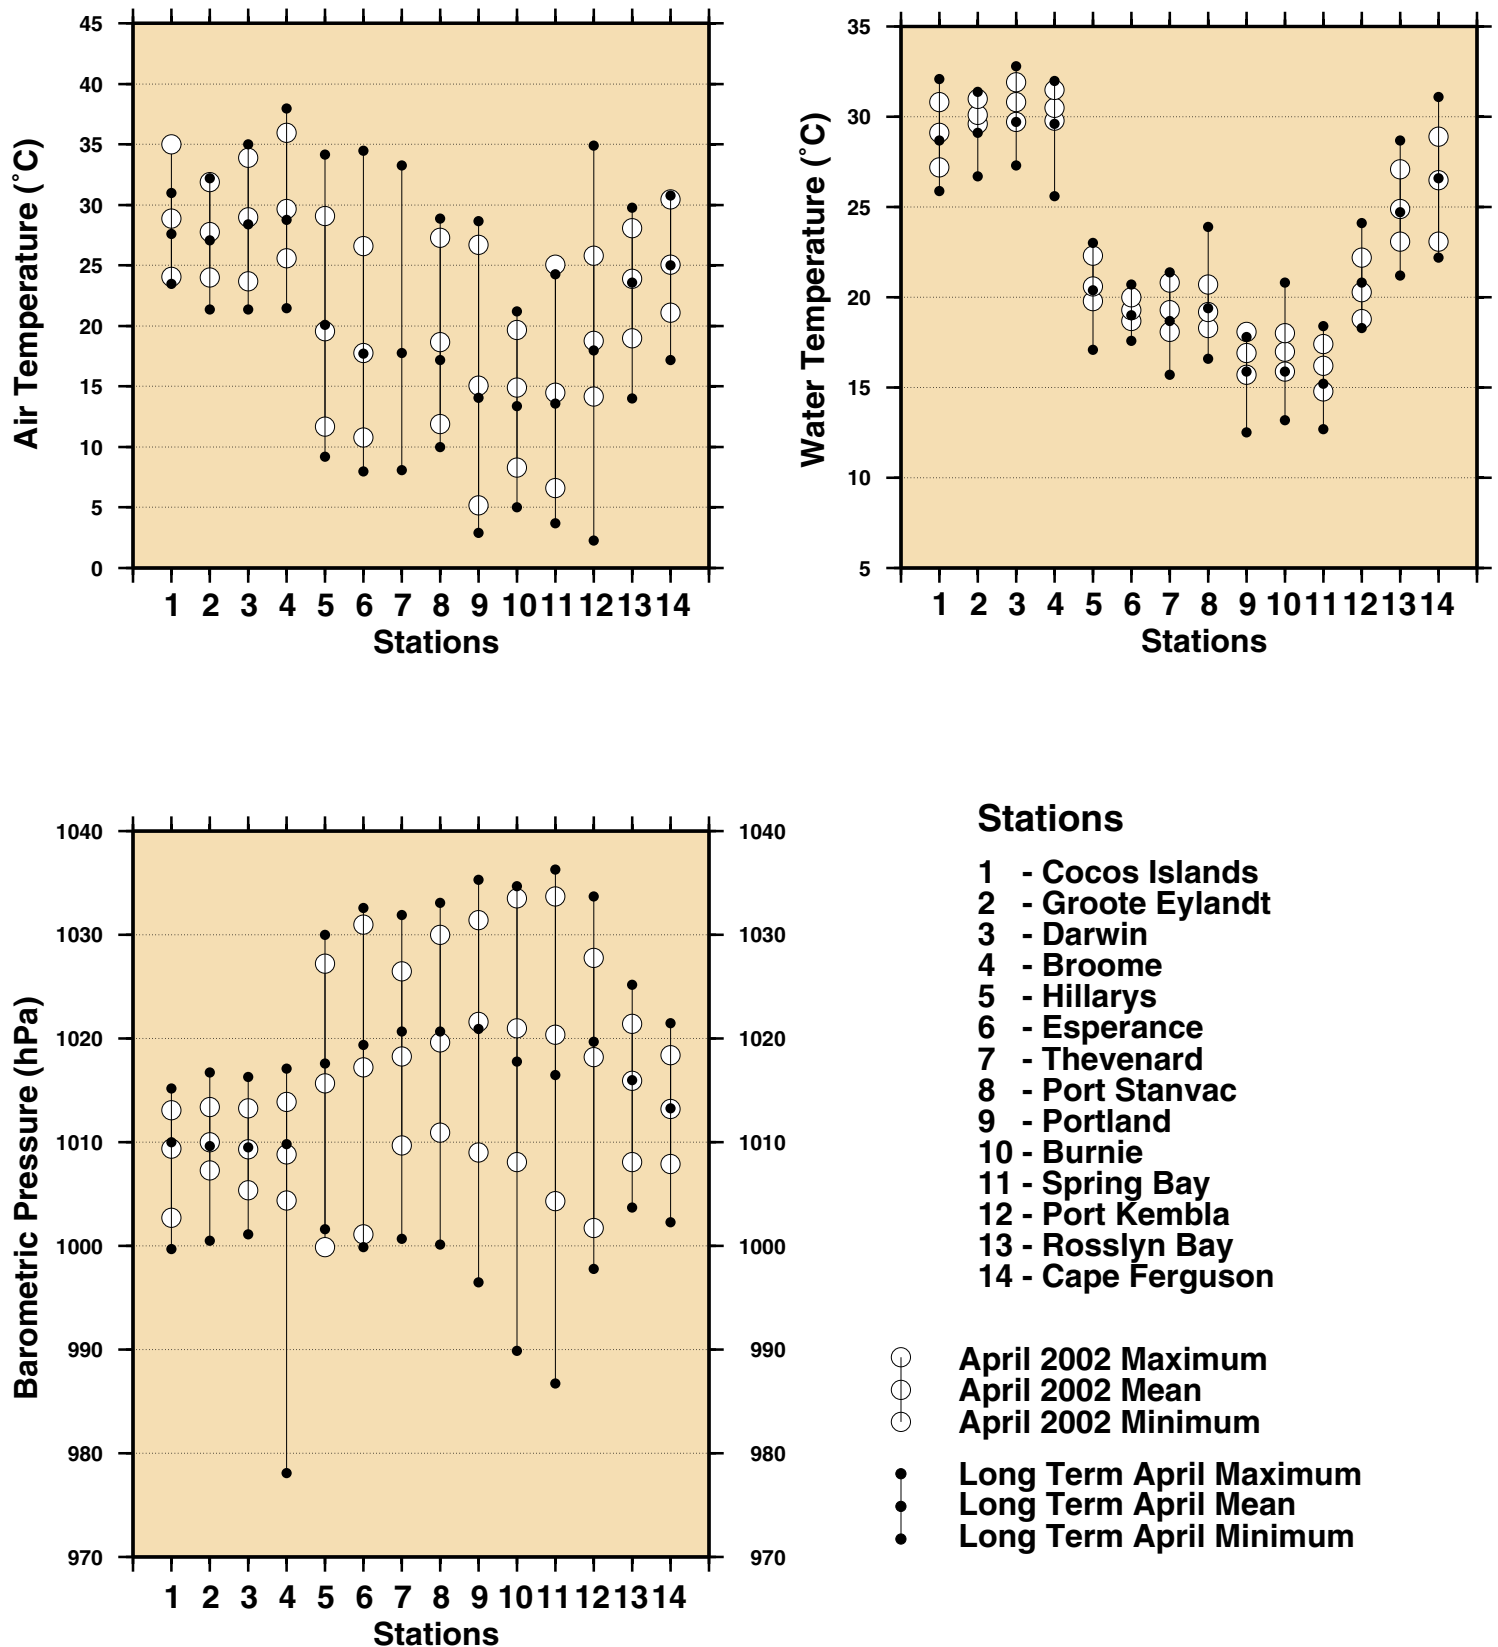 45
40
35
30
25
20
15
10
5
0
Air Temperature (˚C)
1 2 3 4 5 6 7 8 9 10 11 12 13 14
Stations
35
30
25
20
15
10
5
Water Temperature (˚C)
1 2 3 4 5 6 7 8 9 10 11 12 13 14
Stations
1040 1040
1030 1030
1020 1020
1010 1010
1000 1000
990 990
980 980
970 970
Barometric Pressure (hPa)
1 2 3 4 5 6 7 8 9 10 11 12 13 14
Stations
Stations
1 - Cocos Islands
2 - Groote Eylandt
3 - Darwin
4 - Broome
5 - Hillarys
6 - Esperance
7 - Thevenard
8 - Port Stanvac
9 - Portland
10 - Burnie
11 - Spring Bay
12 - Port Kembla
13 - Rosslyn Bay
14 - Cape Ferguson
April 2002 Maximum
April 2002 Mean
April 2002 Minimum
Long Term April Maximum
Long Term April Mean
Long Term April Minimum